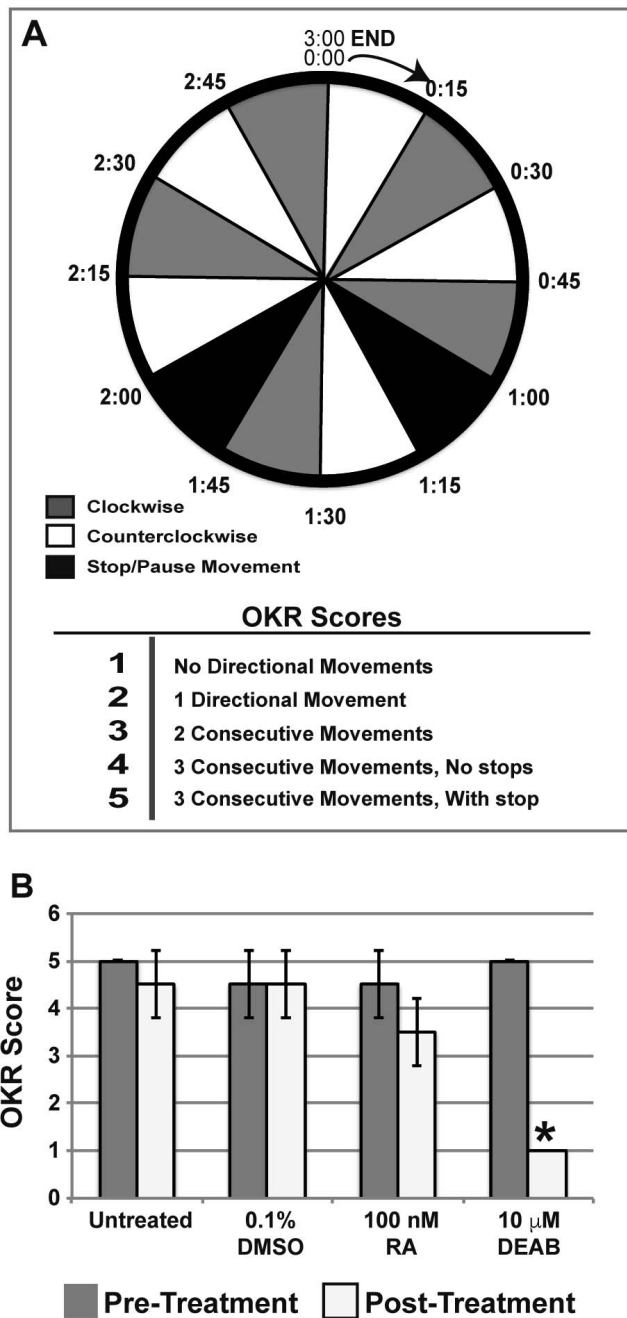 A
3:00 END
0:00
0:15
0:30
0:45
1:00
1:15
1:30
1:45
2:00
2:15
2:30
2:45
Clockwise
Counterclockwise
Stop/Pause Movement
OKR Scores
1 No Directional Movements
2 1 Directional Movement
3 2 Consecutive Movements
4 3 Consecutive Movements, No stops
5 3 Consecutive Movements, With stop
B
OKR Score
6
5
4
3
2
1
0
*
Untreated
0.1%
DMSO
100 nM
RA
10 μM
DEAB
Pre-Treatment Post-Treatment